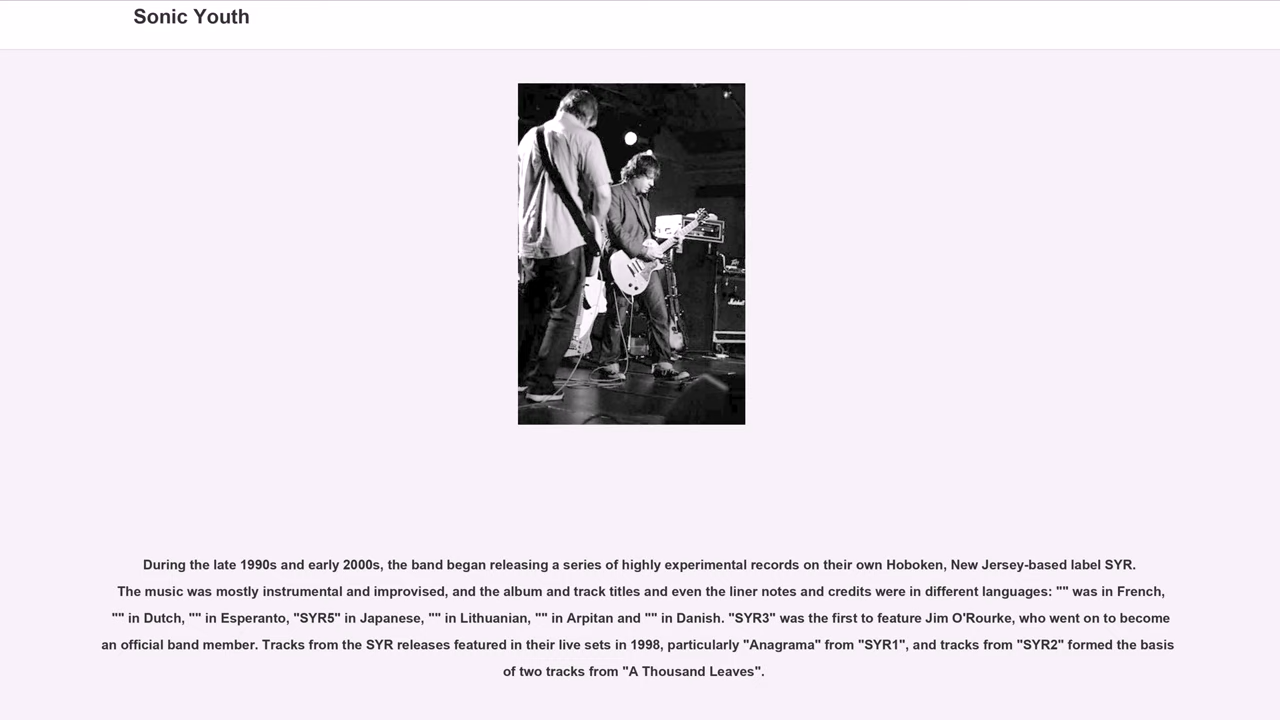 Sonic Youth
During the late 1990s and early 2000s, the band began releasing a series of highly experimental records on their own Hoboken, New Jersey-based label SYR.
The music was mostly instrumental and improvised, and the album and track titles and even the liner notes and credits were in different languages: "" was in French,
"" in Dutch, "" in Esperanto, "SYR5" in Japanese, "" in Lithuanian, "" in Arpitan and "" in Danish. "SYR3" was the first to feature Jim O'Rourke, who went on to become
an official band member. Tracks from the SYR releases featured in their live sets in 1998, particularly "Anagrama" from "SYR1", and tracks from "SYR2" formed the basis
of two tracks from "A Thousand Leaves".